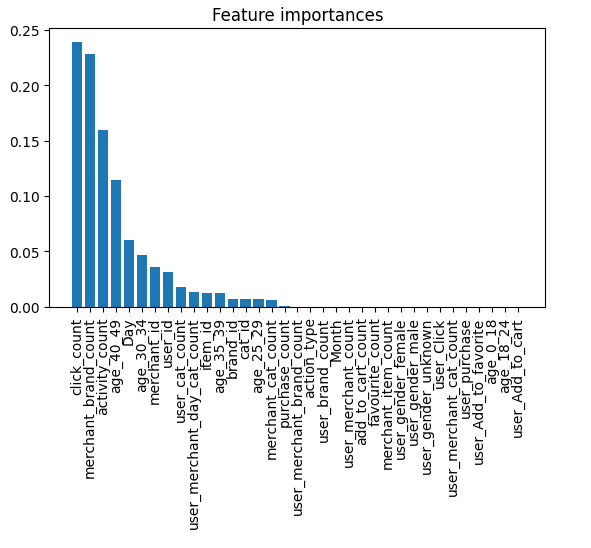 Feature importances
0.25
0.20
0.15
0.10
0.05
0.00
click_count
merchant_brand_count
activity_count
age_40_49
Day
age_30_34
merchant_id
user_id
user_cat_count
user_merchant_day_cat_count
item_id
age_35_39
brand_id
cat_id
age_25_29
merchant_cat_count
purchase_count
user_merchant_brand_count
action_type
user_brand_count
Month
user_merchant_count
add_to_cart_count
favourite_count
merchant_item_count
user_gender_female
user_gender_male
user_gender_unknown
user_Click
user_merchant_cat_count
user_purchase
user_Add_to_favorite
age_0_18
age_18_24
user_Add_to_cart